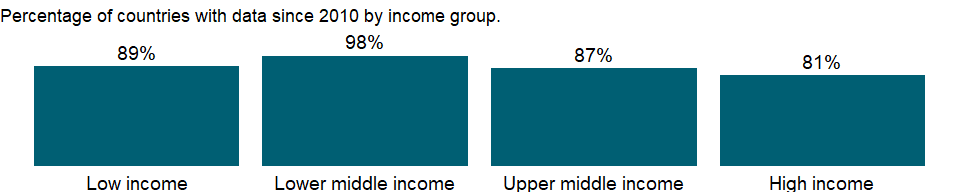 Percentage of countries with data since 2010 by income group.
89%
98%
87%
81%
Low income
Lower middle income
Upper middle income
High income